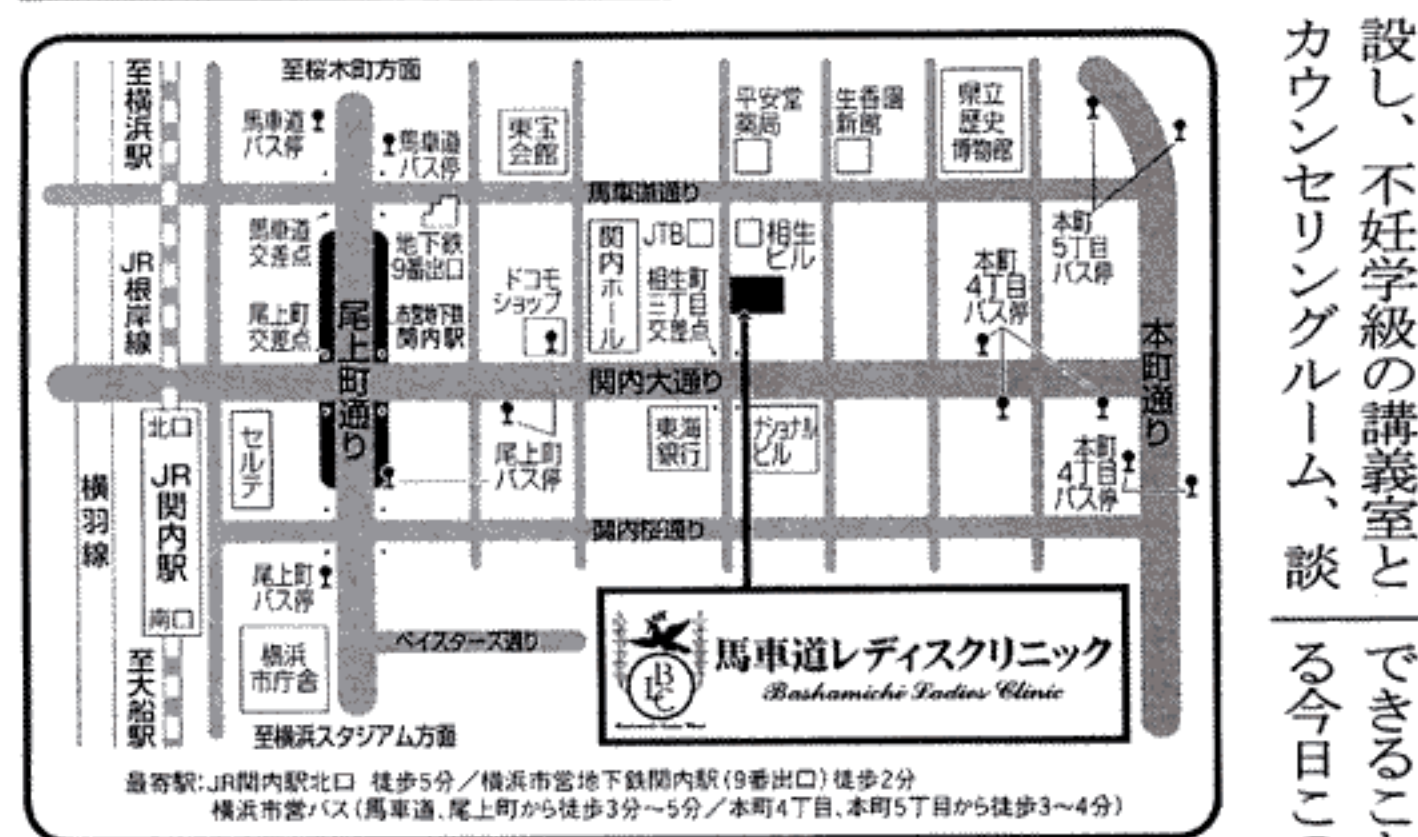 設し、不妊学級の講義室と
カウンセリングルーム、談
できるこ
る今日こ
至横浜駅
至桜木町方面
馬車道
バス停
馬車道
バス停
東宝
会館
平安堂
薬局
生香園
新館
県立
歴史
博物館
馬車道通り
JR根岸線
馬車道
交差点
地下鉄
9番出口
尾上町
交差点
市営地下鉄
関内駅
尾上町通り
ドコモ
ショップ
関内ホール
JTB
相生町
三丁目
交差点
相生
ビル
本町
4丁目
バス停
本町
5丁目
バス停
本町通り
関内大通り
北口
JR関内駅
南口
セルテ
尾上町
バス停
東海
銀行
ナショナル
ビル
本町
4丁目
バス停
横羽線
関内桜通り
尾上町
バス停
ベイスターズ通り
横浜
市庁舎
至大船駅
至横浜スタジアム方面
BLC
馬車道レディスクリニック
Bashamichi Ladies Clinic
最寄駅:JR関内駅北口 徒歩5分／横浜市営地下鉄関内駅(9番出口)徒歩2分
横浜市営バス(馬車道、尾上町から徒歩3分～5分／本町4丁目、本町5丁目から徒歩3～4分)